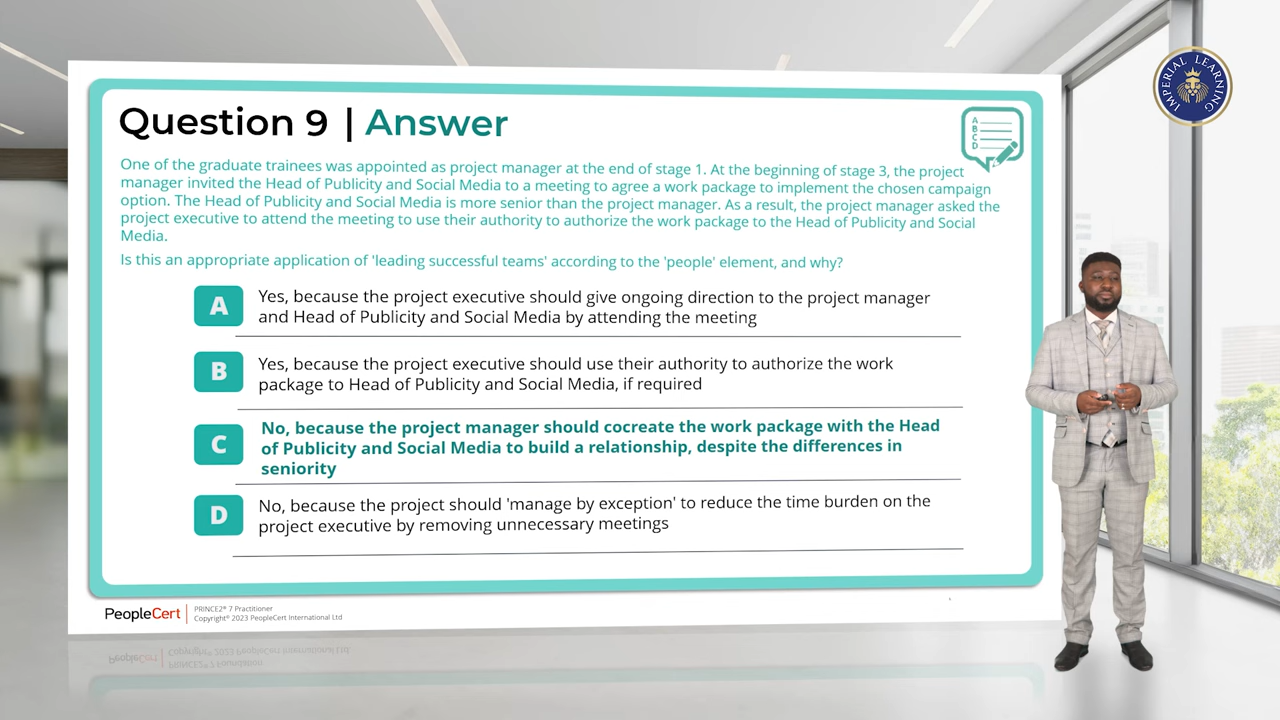 Question 9 | Answer
A
B
C
D
IMPERIAL LEARNING
One of the graduate trainees was appointed as project manager at the end of stage 1. At the beginning of stage 3, the project
manager invited the Head of Publicity and Social Media to a meeting to agree a work package to implement the chosen campaign
option. The Head of Publicity and Social Media is more senior than the project manager. As a result, the project manager asked the
project executive to attend the meeting to use their authority to authorize the work package to the Head of Publicity and Social
Media.
Is this an appropriate application of 'leading successful teams' according to the 'people' element, and why?
A
Yes, because the project executive should give ongoing direction to the project manager
and Head of Publicity and Social Media by attending the meeting
B
Yes, because the project executive should use their authority to authorize the work
package to Head of Publicity and Social Media, if required
C
No, because the project manager should cocreate the work package with the Head
of Publicity and Social Media to build a relationship, despite the differences in
seniority
D
No, because the project should 'manage by exception' to reduce the time burden on the
project executive by removing unnecessary meetings
PeopleCert
PRINCE2® 7 Practitioner
Copyright© 2023 PeopleCert International Ltd
PeopleCert
Copyright© 2023 PeopleCert International Ltd
PRINCE2® 7 Foundation